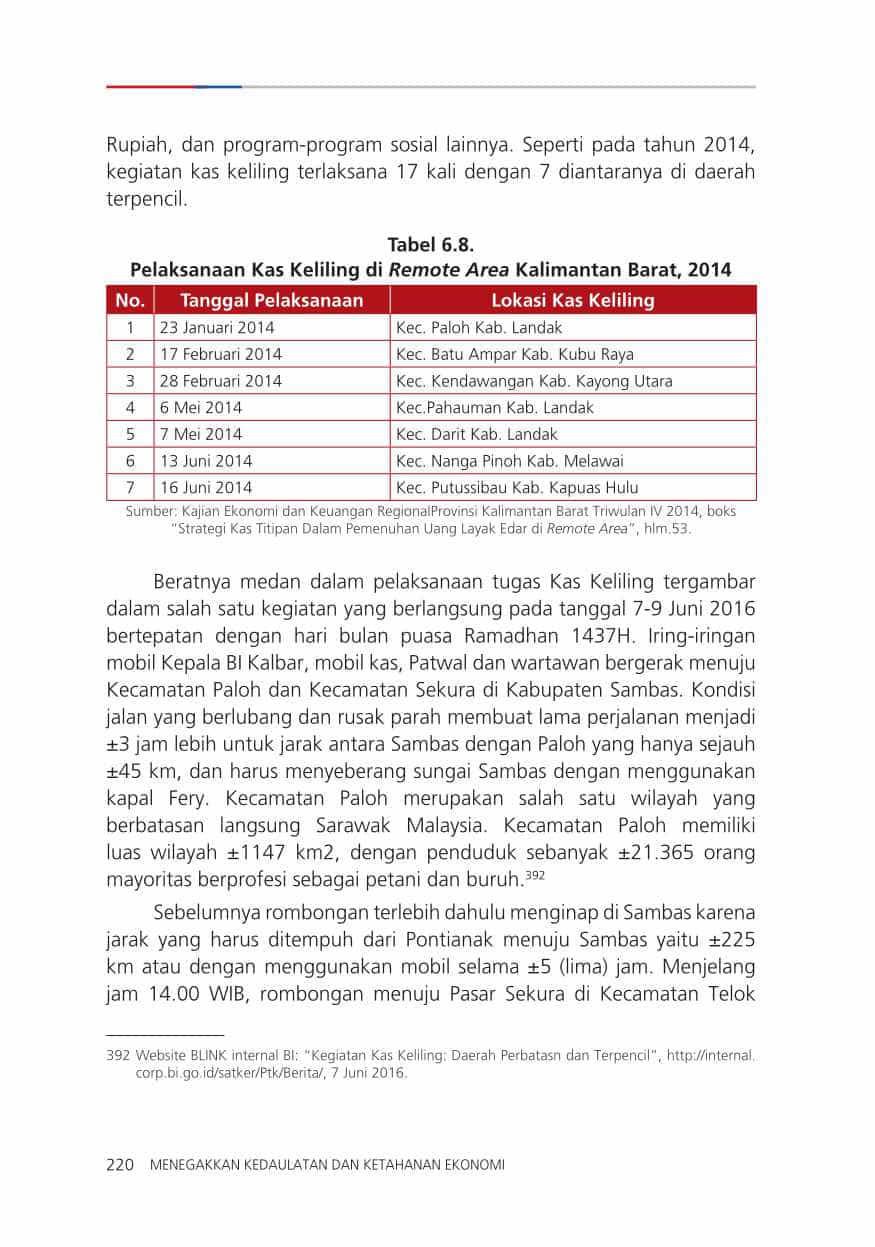 Rupiah, dan program-program sosial lainnya. Seperti pada tahun 2014,
kegiatan kas keliling terlaksana 17 kali dengan 7 diantaranya di daerah
terpencil.
Tabel 6.8.
Pelaksanaan Kas Keliling di Remote Area Kalimantan Barat, 2014
No. Tanggal Pelaksanaan Lokasi Kas Keliling
1 23 Januari 2014 Kec. Paloh Kab. Landak
2 17 Februari 2014 Kec. Batu Ampar Kab. Kubu Raya
3 28 Februari 2014 Kec. Kendawangan Kab. Kayong Utara
4 6 Mei 2014 Kec.Pahauman Kab. Landak
5 7 Mei 2014 Kec. Darit Kab. Landak
6 13 Juni 2014 Kec. Nanga Pinoh Kab. Melawai
7 16 Juni 2014 Kec. Putussibau Kab. Kapuas Hulu
Sumber: Kajian Ekonomi dan Keuangan RegionalProvinsi Kalimantan Barat Triwulan IV 2014, boks
“Strategi Kas Titipan Dalam Pemenuhan Uang Layak Edar di Remote Area”, hlm.53.
Beratnya medan dalam pelaksanaan tugas Kas Keliling tergambar
dalam salah satu kegiatan yang berlangsung pada tanggal 7-9 Juni 2016
bertepatan dengan hari bulan puasa Ramadhan 1437H. Iring-iringan
mobil Kepala BI Kalbar, mobil kas, Patwal dan wartawan bergerak menuju
Kecamatan Paloh dan Kecamatan Sekura di Kabupaten Sambas. Kondisi
jalan yang berlubang dan rusak parah membuat lama perjalanan menjadi
±3 jam lebih untuk jarak antara Sambas dengan Paloh yang hanya sejauh
±45 km, dan harus menyeberang sungai Sambas dengan menggunakan
kapal Fery. Kecamatan Paloh merupakan salah satu wilayah yang
berbatasan langsung Sarawak Malaysia. Kecamatan Paloh memiliki
luas wilayah ±1147 km2, dengan penduduk sebanyak ±21.365 orang
mayoritas berprofesi sebagai petani dan buruh.392
Sebelumnya rombongan terlebih dahulu menginap di Sambas karena
jarak yang harus ditempuh dari Pontianak menuju Sambas yaitu ±225
km atau dengan menggunakan mobil selama ±5 (lima) jam. Menjelang
jam 14.00 WIB, rombongan menuju Pasar Sekura di Kecamatan Telok
392 Website BLINK internal BI: “Kegiatan Kas Keliling: Daerah Perbatasn dan Terpencil”, http://internal.
corp.bi.go.id/satker/Ptk/Berita/, 7 Juni 2016.
220 MENEGAKKAN KEDAULATAN DAN KETAHANAN EKONOMI